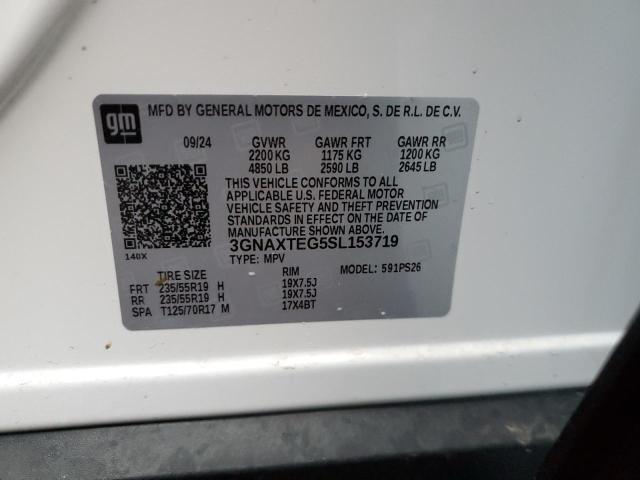 gm
MFD BY GENERAL MOTORS DE MEXICO, S. DE R.L. DE C.V.
09/24 GVWR GAWR FRT GAWR RR
2200 KG 1175 KG 1200 KG
4850 LB 2590 LB 2645 LB
THIS VEHICLE CONFORMS TO ALL
APPLICABLE U.S. FEDERAL MOTOR
VEHICLE SAFETY AND THEFT PREVENTION
STANDARDS IN EFFECT ON THE DATE OF
MANUFACTURE SHOWN ABOVE.
3GNAXTEG5SL153719
140X
TYPE: MPV MODEL: 591PS26
TIRE SIZE RIM
FRT 235/55R19 H 19X7.5J
RR 235/55R19 H 19X7.5J
SPA T125/70R17 M 17X4BT